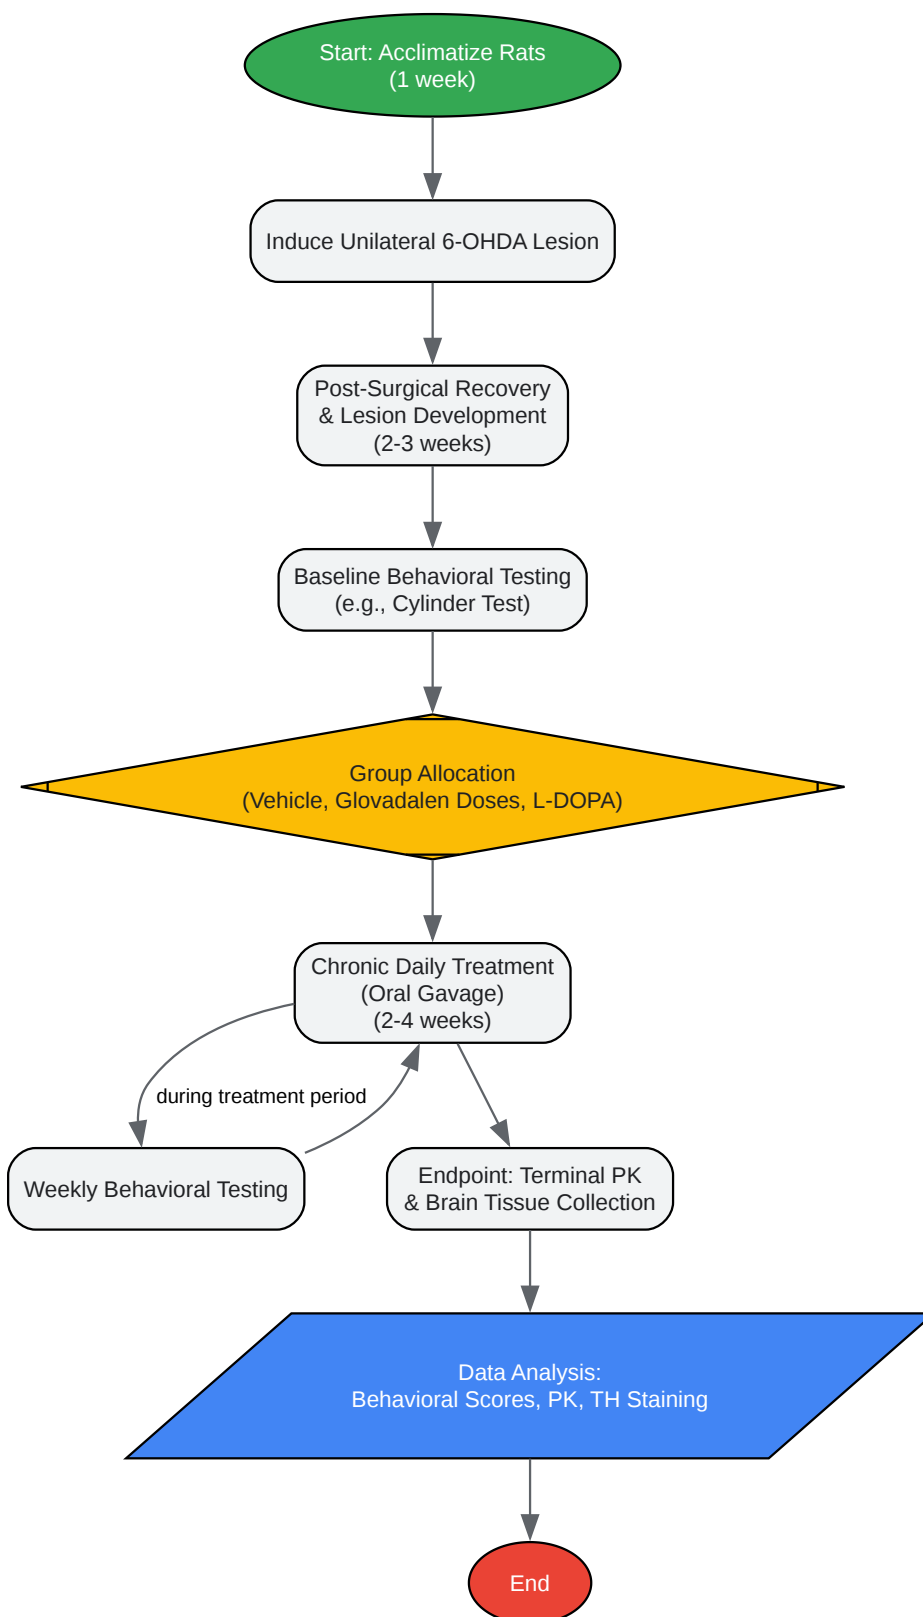 Start: Acclimatize Rats
(1 week)
Induce Unilateral 6-OHDA Lesion
Post-Surgical Recovery
& Lesion Development
(2-3 weeks)
Baseline Behavioral Testing
(e.g., Cylinder Test)
Group Allocation
(Vehicle, Glovadalen Doses, L-DOPA)
Chronic Daily Treatment
(Oral Gavage)
(2-4 weeks)
during treatment period
Weekly Behavioral Testing
Endpoint: Terminal PK
& Brain Tissue Collection
Data Analysis:
Behavioral Scores, PK, TH Staining
End